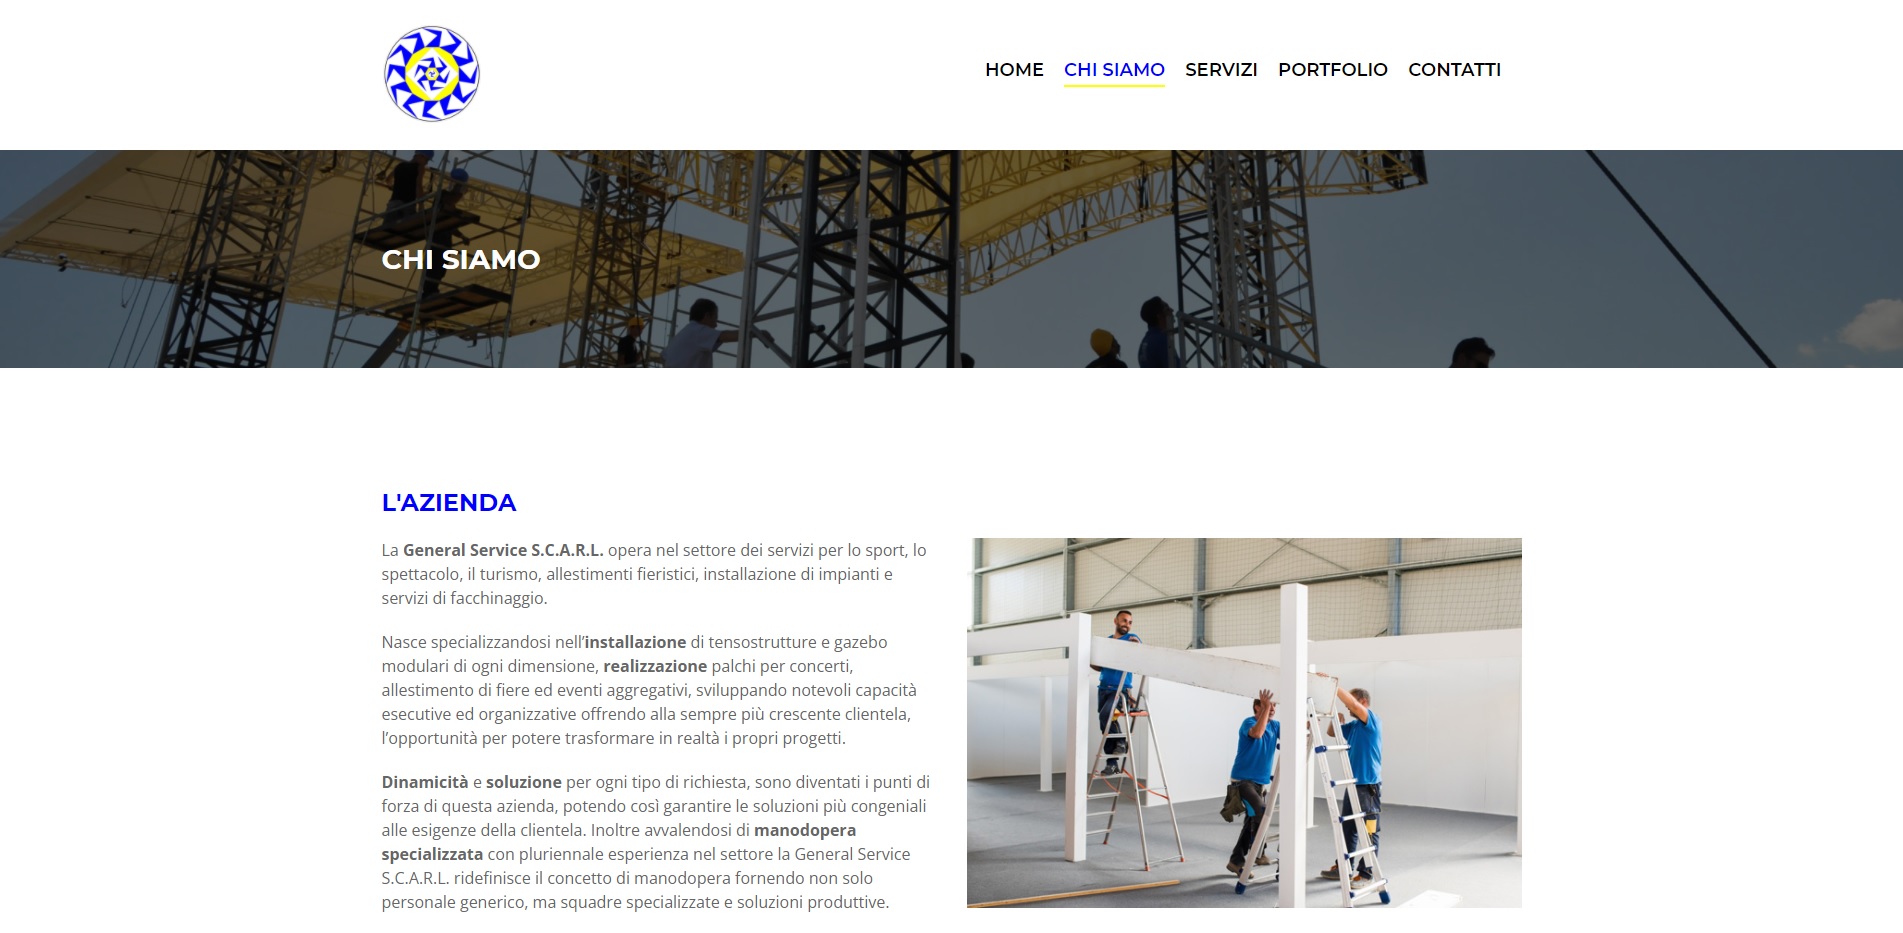 HOME CHI SIAMO SERVIZI PORTFOLIO CONTATTI
CHI SIAMO
L'AZIENDA
La General Service S.C.A.R.L. opera nel settore dei servizi per lo sport, lo
spettacolo, il turismo, allestimenti fieristici, installazione di impianti e
servizi di facchinaggio.
Nasce specializzandosi nell’installazione di tensostrutture e gazebo
modulari di ogni dimensione, realizzazione palchi per concerti,
allestimento di fiere ed eventi aggregativi, sviluppando notevoli capacità
esecutive ed organizzative offrendo alla sempre più crescente clientela,
l’opportunità per potere trasformare in realtà i propri progetti.
Dinamicità e soluzione per ogni tipo di richiesta, sono diventati i punti di
forza di questa azienda, potendo così garantire le soluzioni più congeniali
alle esigenze della clientela. Inoltre avvalendosi di manodopera
specializzata con pluriennale esperienza nel settore la General Service
S.C.A.R.L. ridefinisce il concetto di manodopera fornendo non solo
personale generico, ma squadre specializzate e soluzioni produttive.